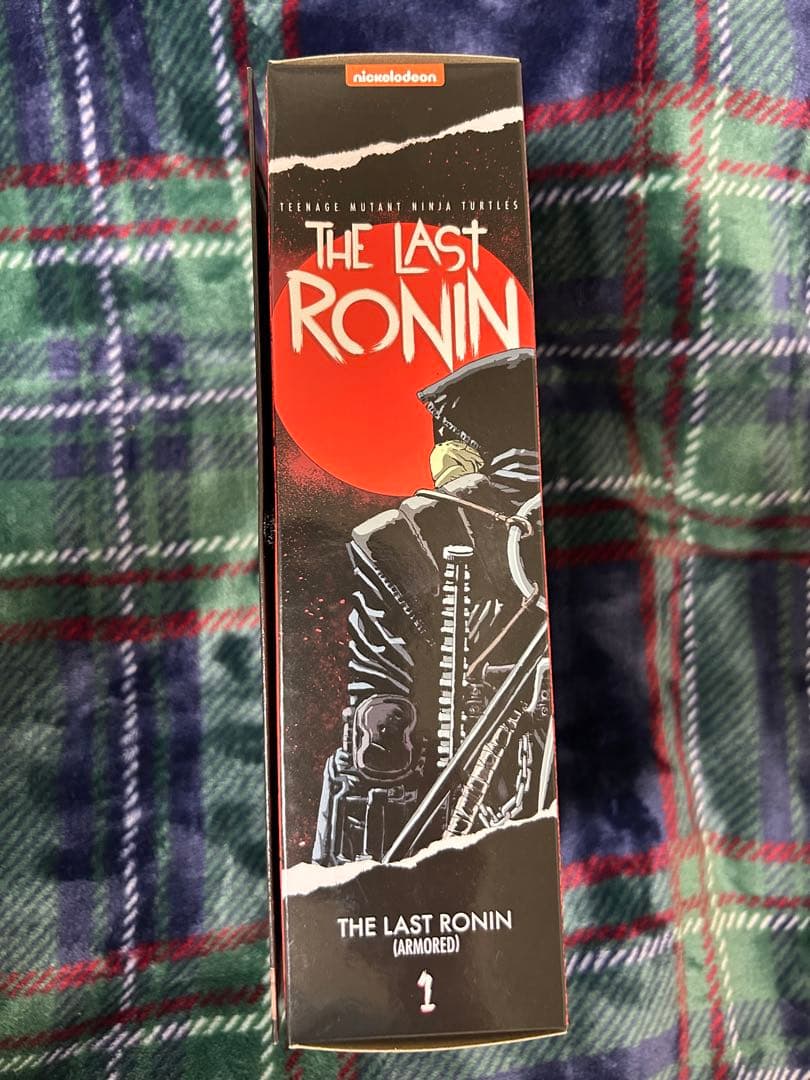 nickelodeon
TEENAGE MUTANT NINJA TURTLES
THE LAST
RONIN
THE LAST RONIN
(ARMORED)
1